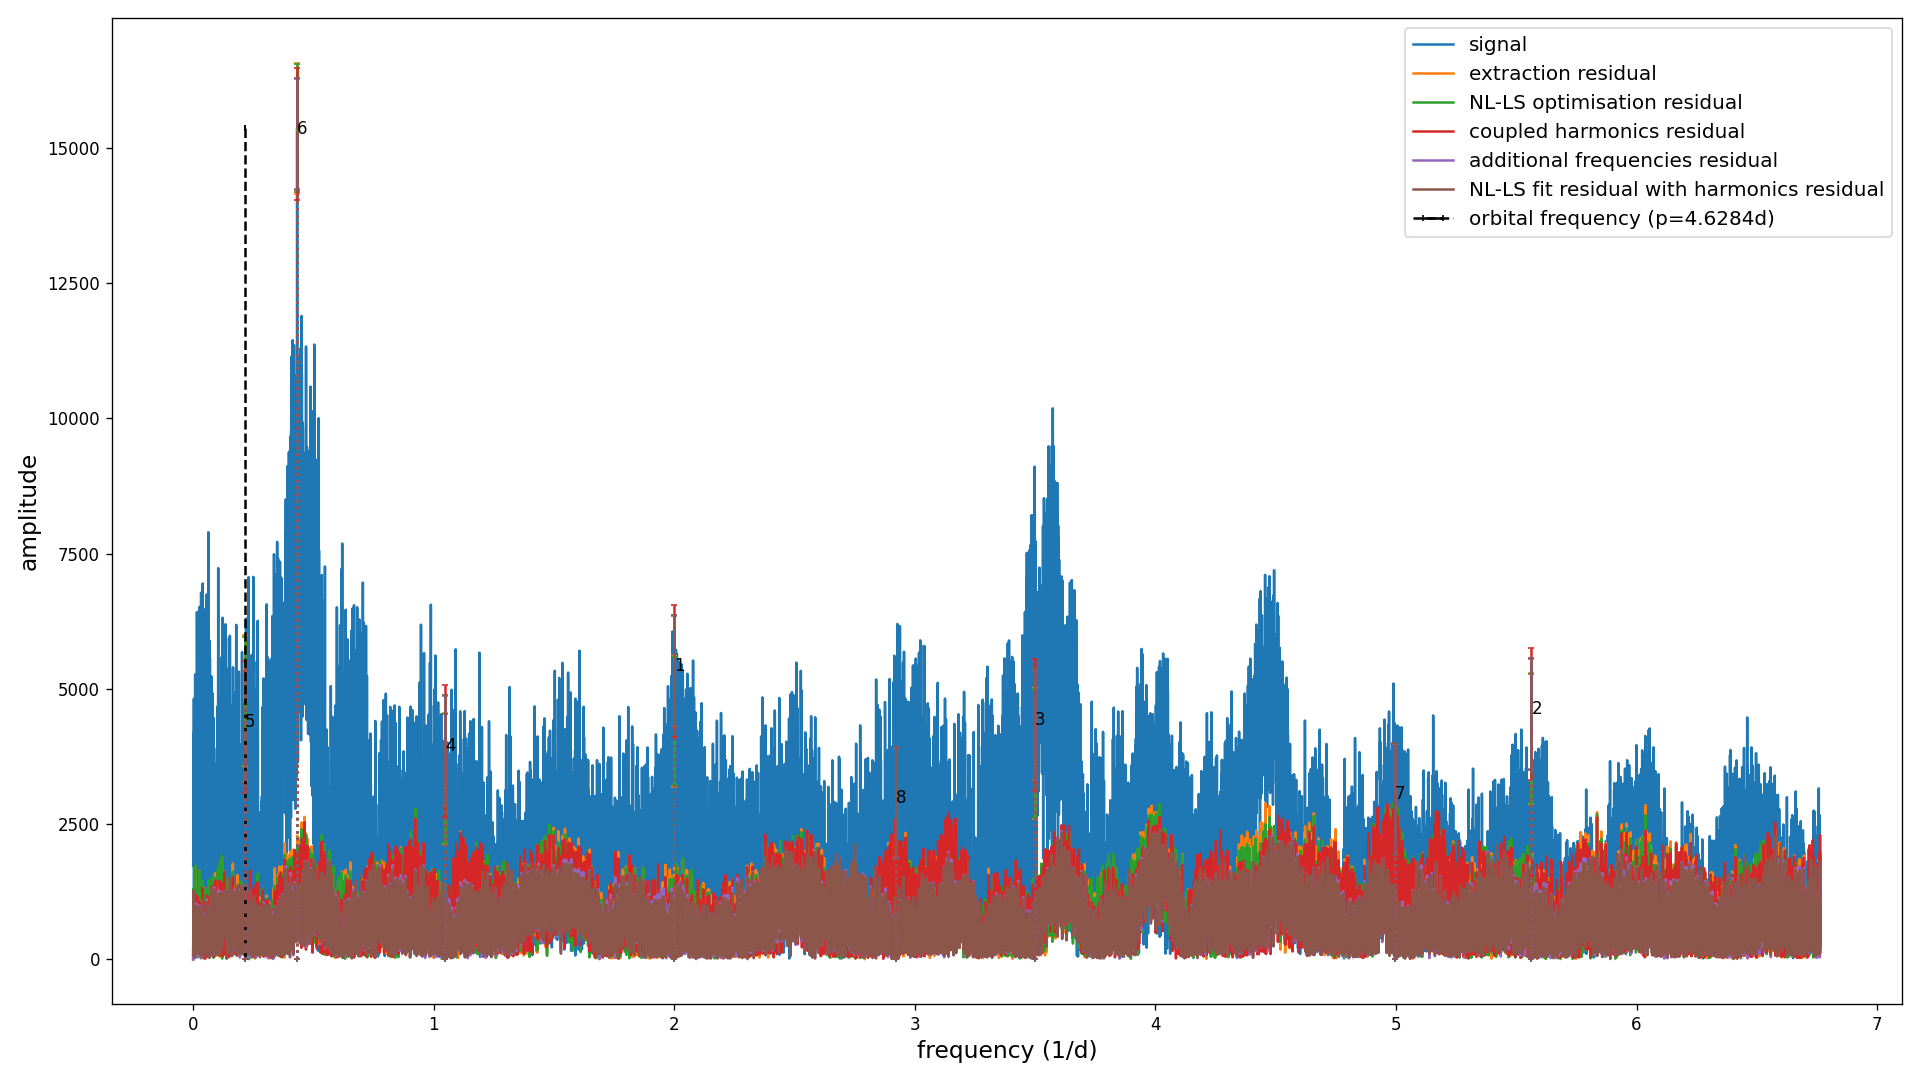 signal
extraction residual
NL-LS optimisation residual
coupled harmonics residual
additional frequencies residual
NL-LS fit residual with harmonics residual
orbital frequency (p=4.6284d)
amplitude
15000
12500
10000
7500
5000
2500
0
6
1
2
3
5
4
7
8
0 1 2 3 4 5 6 7
frequency (1/d)